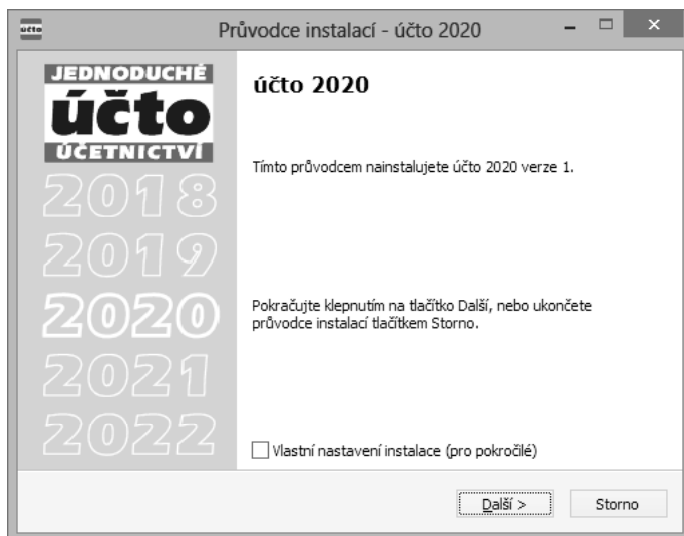 účto
Průvodce instalací - účto 2020
JEDNODUCHÉ
účto
ÚČETNICTVÍ
2018
2019
2020
2021
2022
účto 2020
Tímto průvodcem nainstalujete účto 2020 verze 1.
Pokračujte klepnutím na tlačítko Další, nebo ukončete
průvodce instalací tlačítkem Storno.
Vlastní nastavení instalace (pro pokročilé)
Další >
Storno